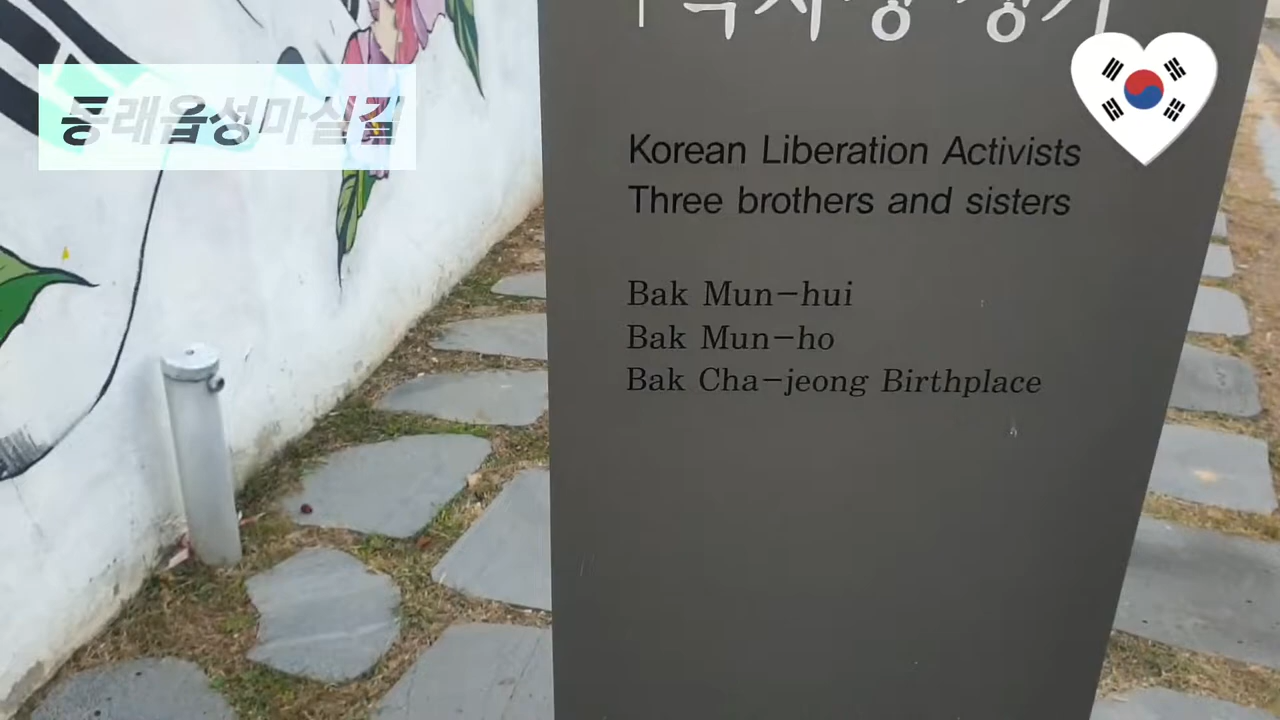 동래읍성마실길
Korean Liberation Activists
Three brothers and sisters
Bak Mun-hui
Bak Mun-ho
Bak Cha-jeong Birthplace